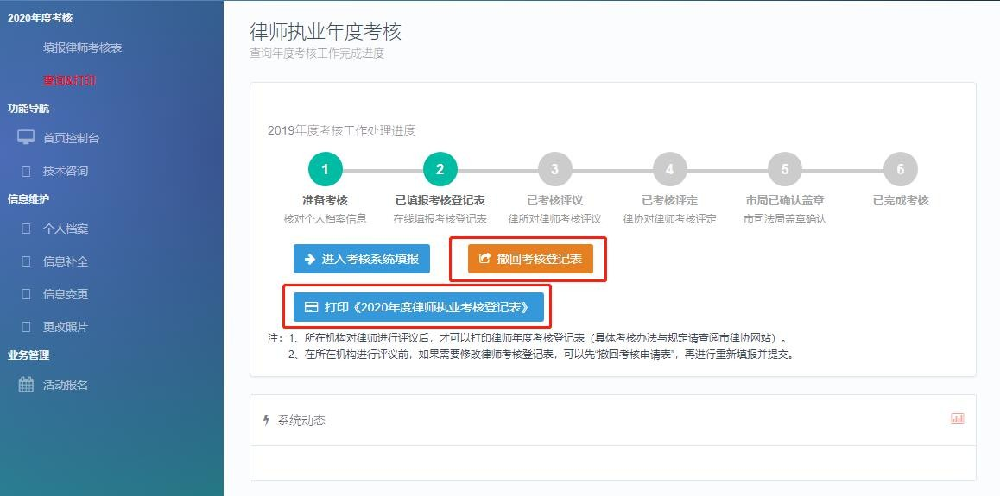 2020年度考核
填报律师考核表
查询&打印
功能导航
首页控制台
技术咨询
信息维护
个人档案
信息补全
信息变更
更改照片
业务管理
活动报名
律师执业年度考核
查询年度考核工作完成进度
2019年度考核工作处理进度
1 2 3 4 5 6
准备考核 已填报考核登记表 已考核评议 已考核评定 市局已确认盖章 已完成考核
核对个人档案信息 在线填报考核登记表 律所对律师考核评议 律协对律师考核评定 市司法局盖章确认
进入考核系统填报 撤回考核登记表
打印《2020年度律师执业考核登记表》
注：1、所在机构对律师进行评议后，才可以打印律师年度考核登记表（具体考核办法与规定请查阅市律协网站）。
2、在所在机构进行评议前，如果需要修改律师考核登记表，可以先“撤回考核申请表”，再进行重新填报并提交。
系统动态